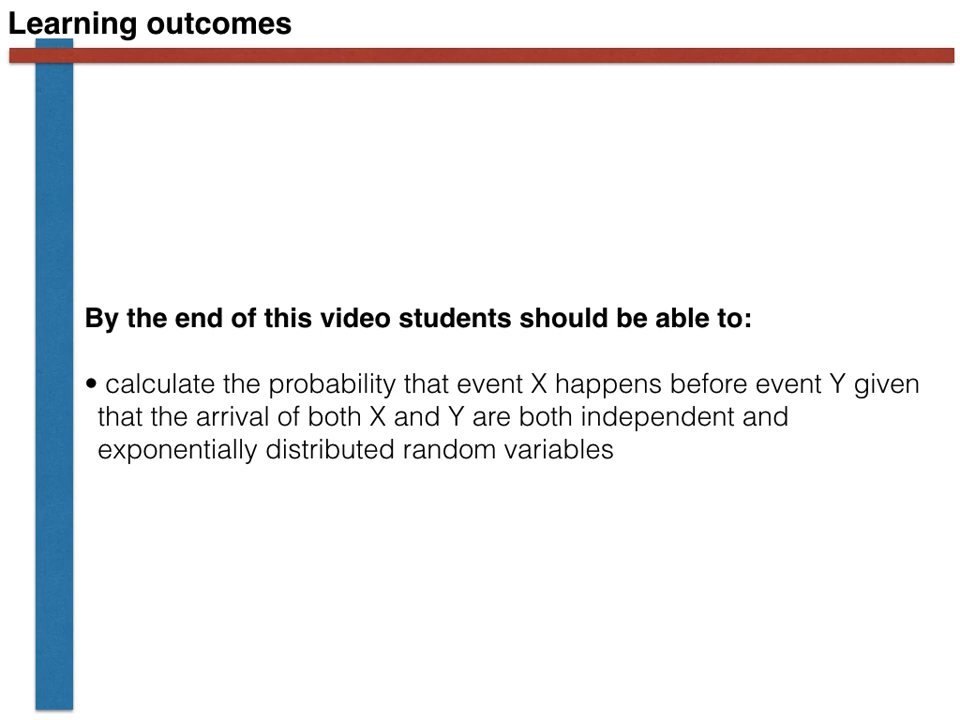 Learning outcomes
By the end of this video students should be able to:
• calculate the probability that event X happens before event Y given
that the arrival of both X and Y are both independent and
exponentially distributed random variables